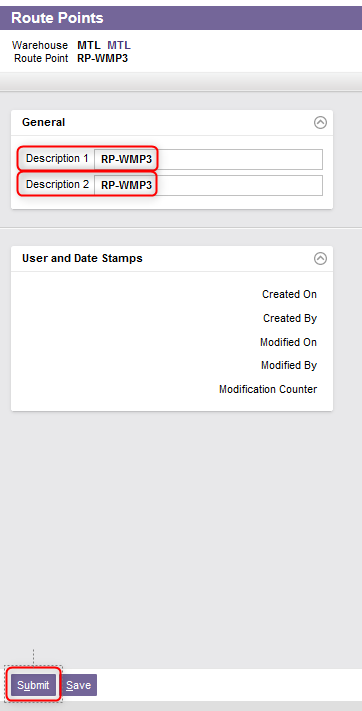 Route Points
Warehouse MTL MTL
Route Point RP-WMP3
General
Description 1 RP-WMP3
Description 2 RP-WMP3
User and Date Stamps
Created On
Created By
Modified On
Modified By
Modification Counter
Submit Save